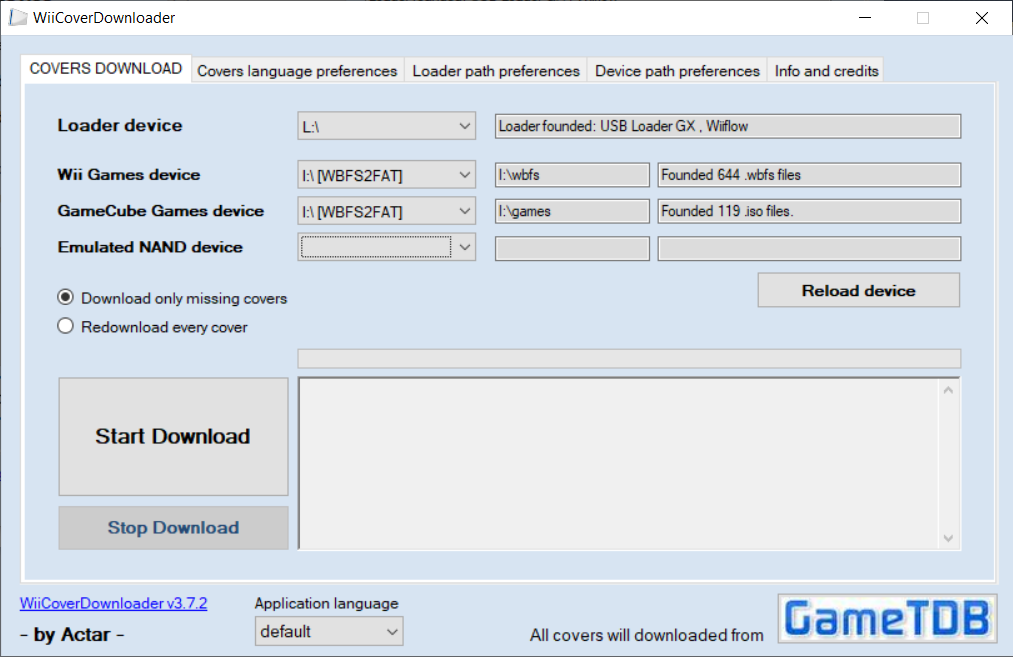 WiiCoverDownloader
COVERS DOWNLOAD Covers language preferences Loader path preferences Device path preferences Info and credits
Loader device L:\ Loader founded: USB Loader GX , Wiiflow
Wii Games device I:\ [WBFS2FAT] I:\wbfs Founded 644 .wbfs files
GameCube Games device I:\ [WBFS2FAT] I:\games Founded 119 .iso files.
Emulated NAND device
Download only missing covers Reload device
Redownload every cover
Start Download
Stop Download
WiiCoverDownloader v3.7.2 Application language
- by Actar - default All covers will downloaded from GameTDB